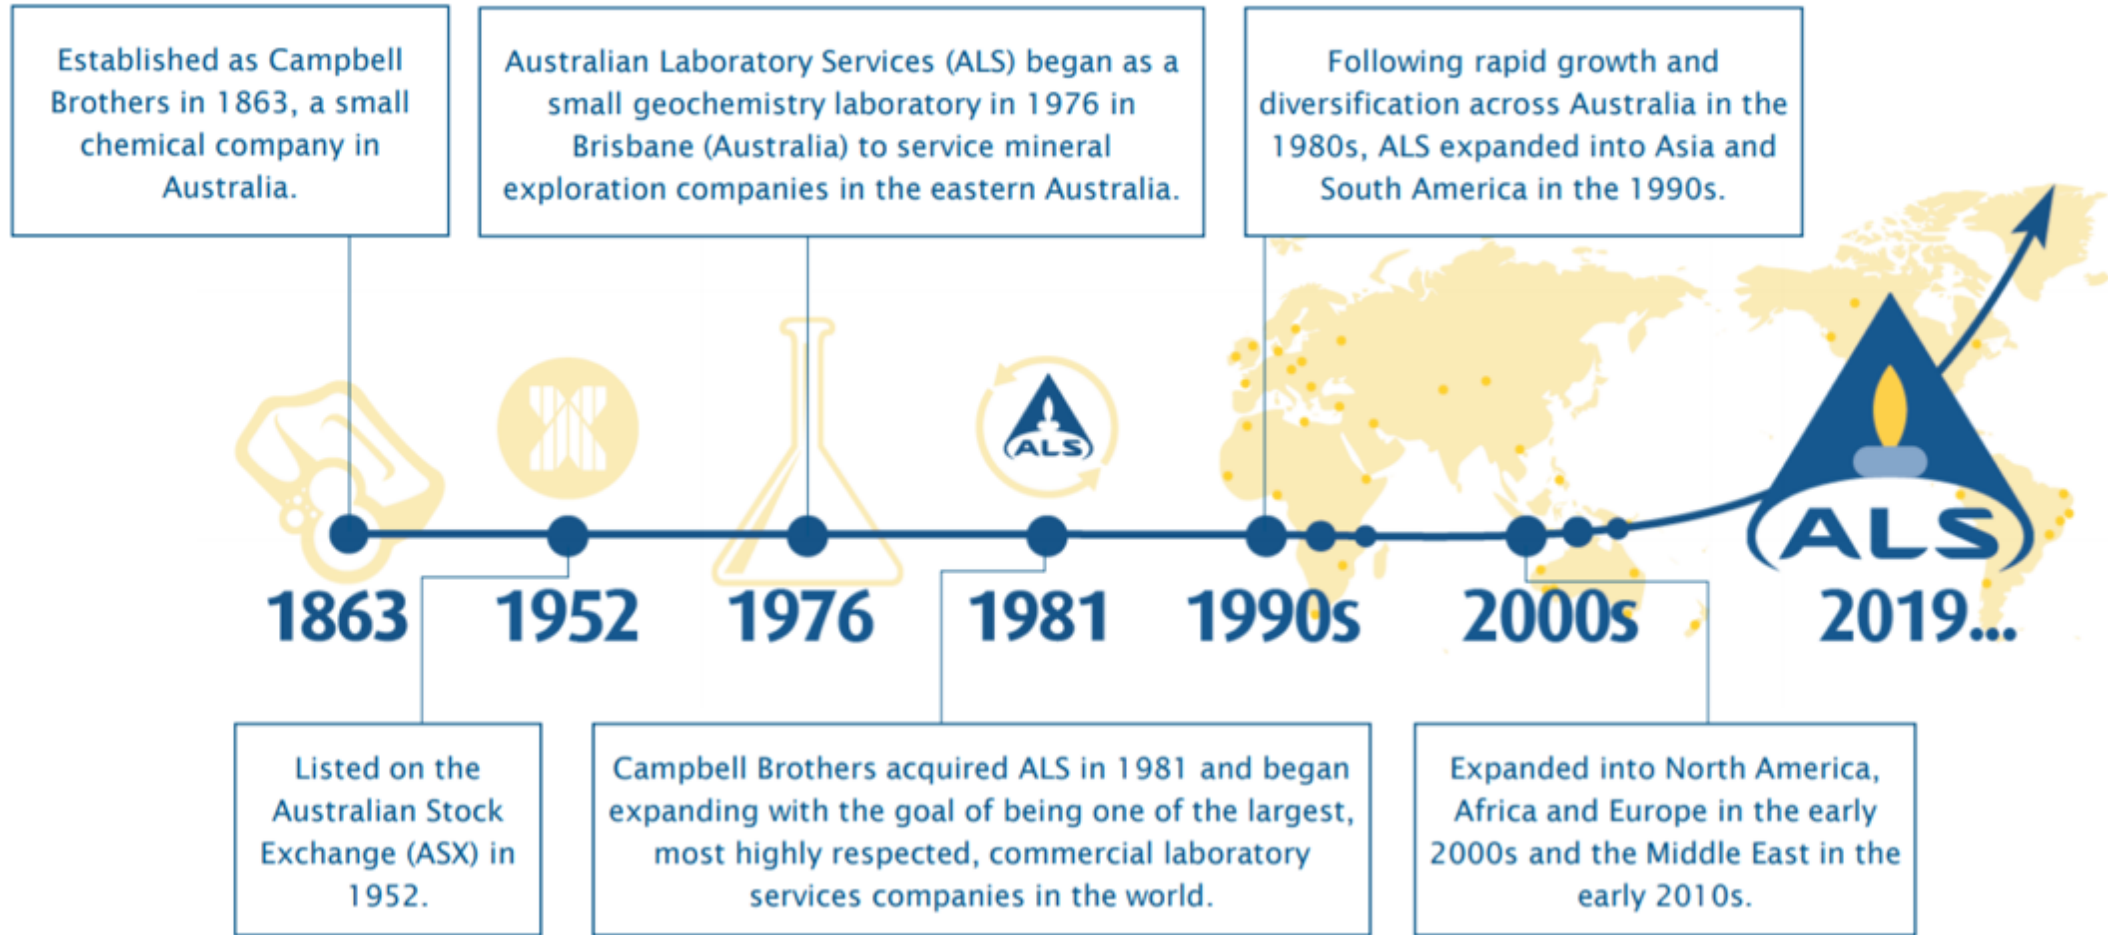 Established as Campbell
Brothers in 1863, a small
chemical company in
Australia.
Australian Laboratory Services (ALS) began as a
small geochemistry laboratory in 1976 in
Brisbane (Australia) to service mineral
exploration companies in the eastern Australia.
Following rapid growth and
diversification across Australia in the
1980s, ALS expanded into Asia and
South America in the 1990s.
ALS
ALS
1863
1952
1976
1981
1990s
2000s
2019...
Listed on the
Australian Stock
Exchange (ASX) in
1952.
Campbell Brothers acquired ALS in 1981 and began
expanding with the goal of being one of the largest,
most highly respected, commercial laboratory
services companies in the world.
Expanded into North America,
Africa and Europe in the early
2000s and the Middle East in the
early 2010s.